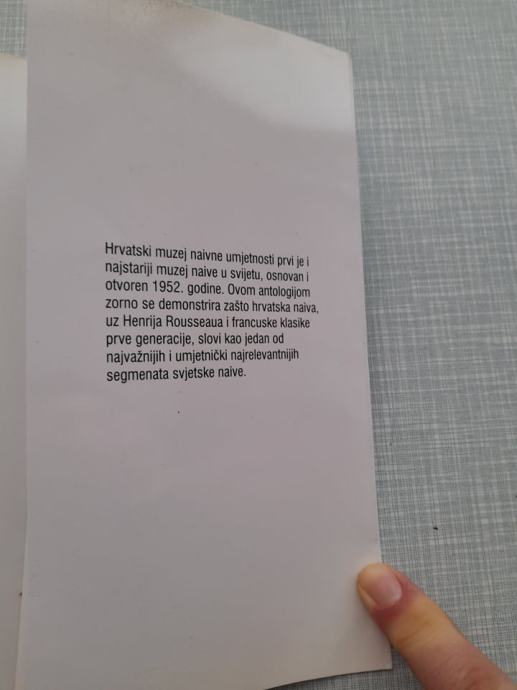 Hrvatski muzej naivne umjetnosti prvi je i
najstariji muzej naive u svijetu, osnovan i
otvoren 1952. godine. Ovom antologijom
zorno se demonstrira zašto hrvatska naiva,
uz Henrija Rousseaua i francuske klasike
prve generacije, slovi kao jedan od
najvažnijih i umjetnički najrelevantnijih
segmenata svjetske naive.